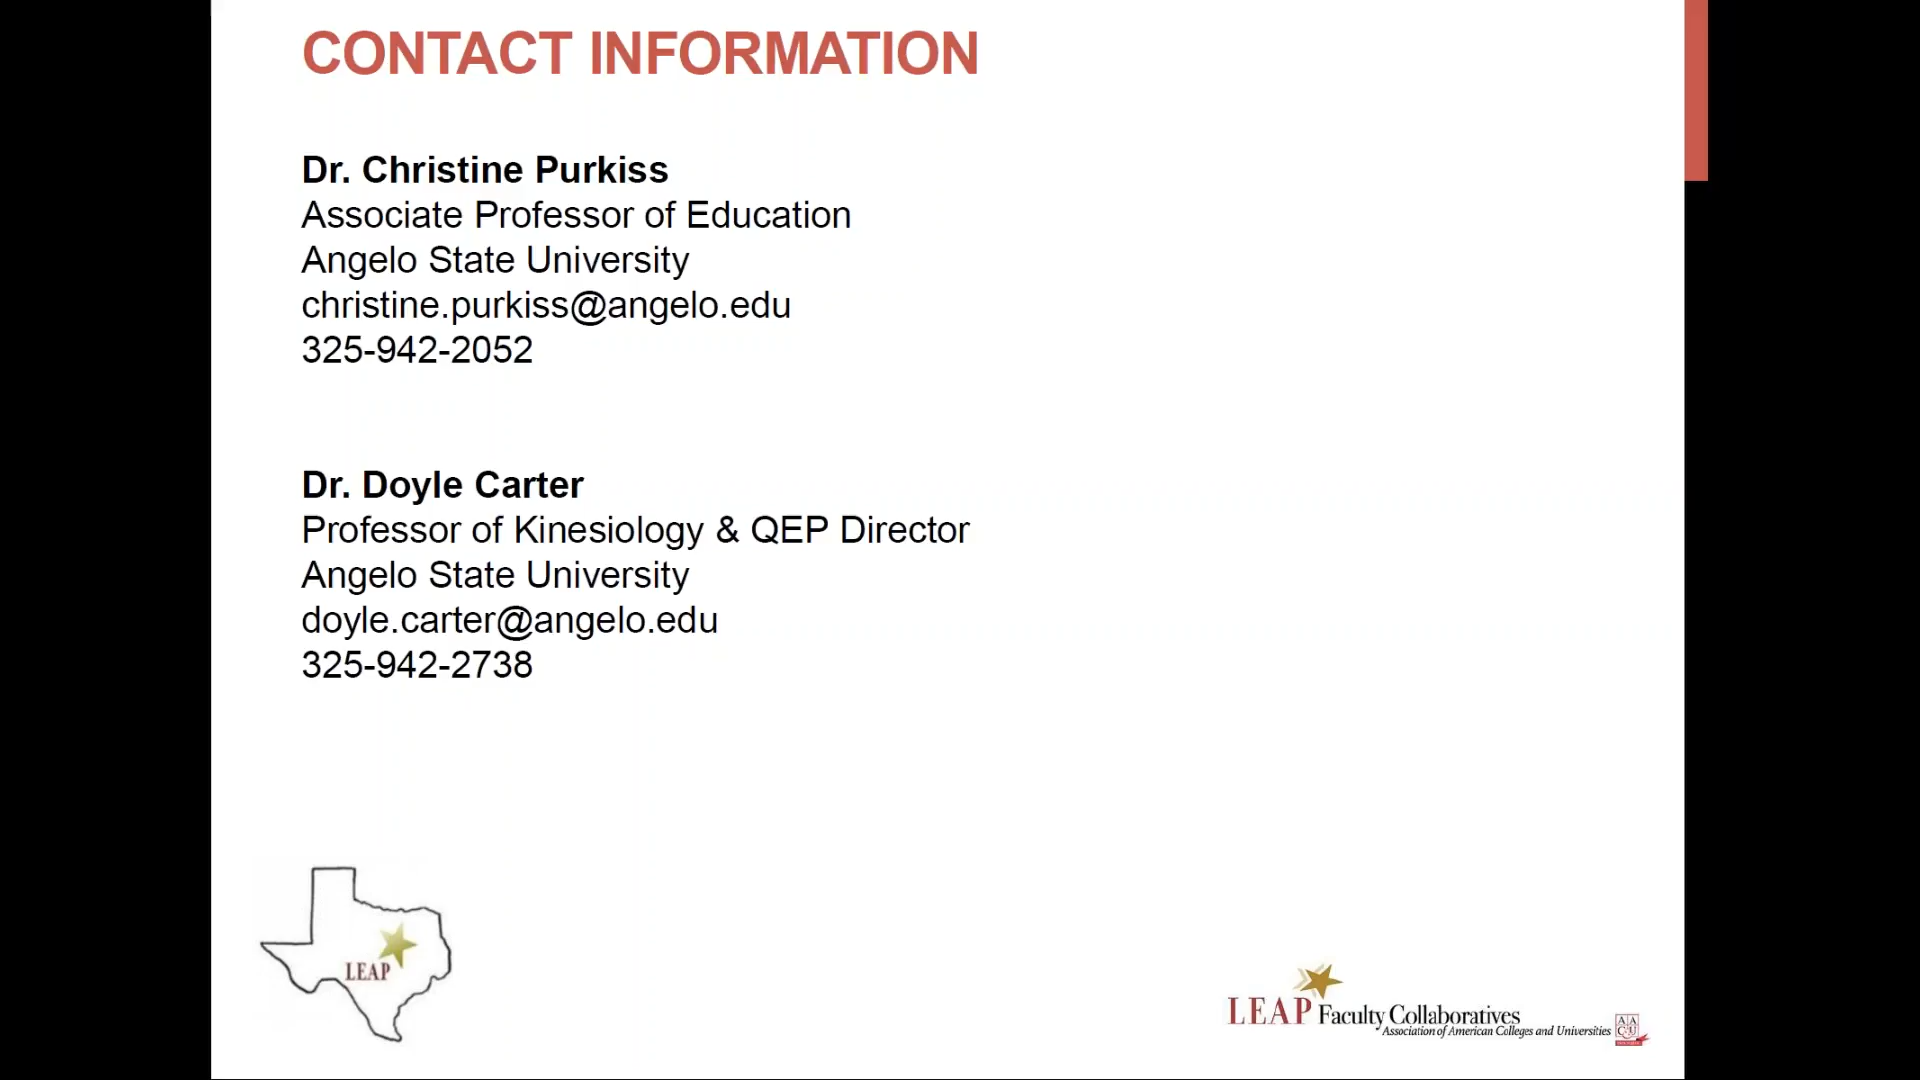 CONTACT INFORMATION
Dr. Christine Purkiss
Associate Professor of Education
Angelo State University
christine.purkiss@angelo.edu
325-942-2052
Dr. Doyle Carter
Professor of Kinesiology & QEP Director
Angelo State University
doyle.carter@angelo.edu
325-942-2738
LEAP
LEAP Faculty Collaboratives
Association of American Colleges and Universities